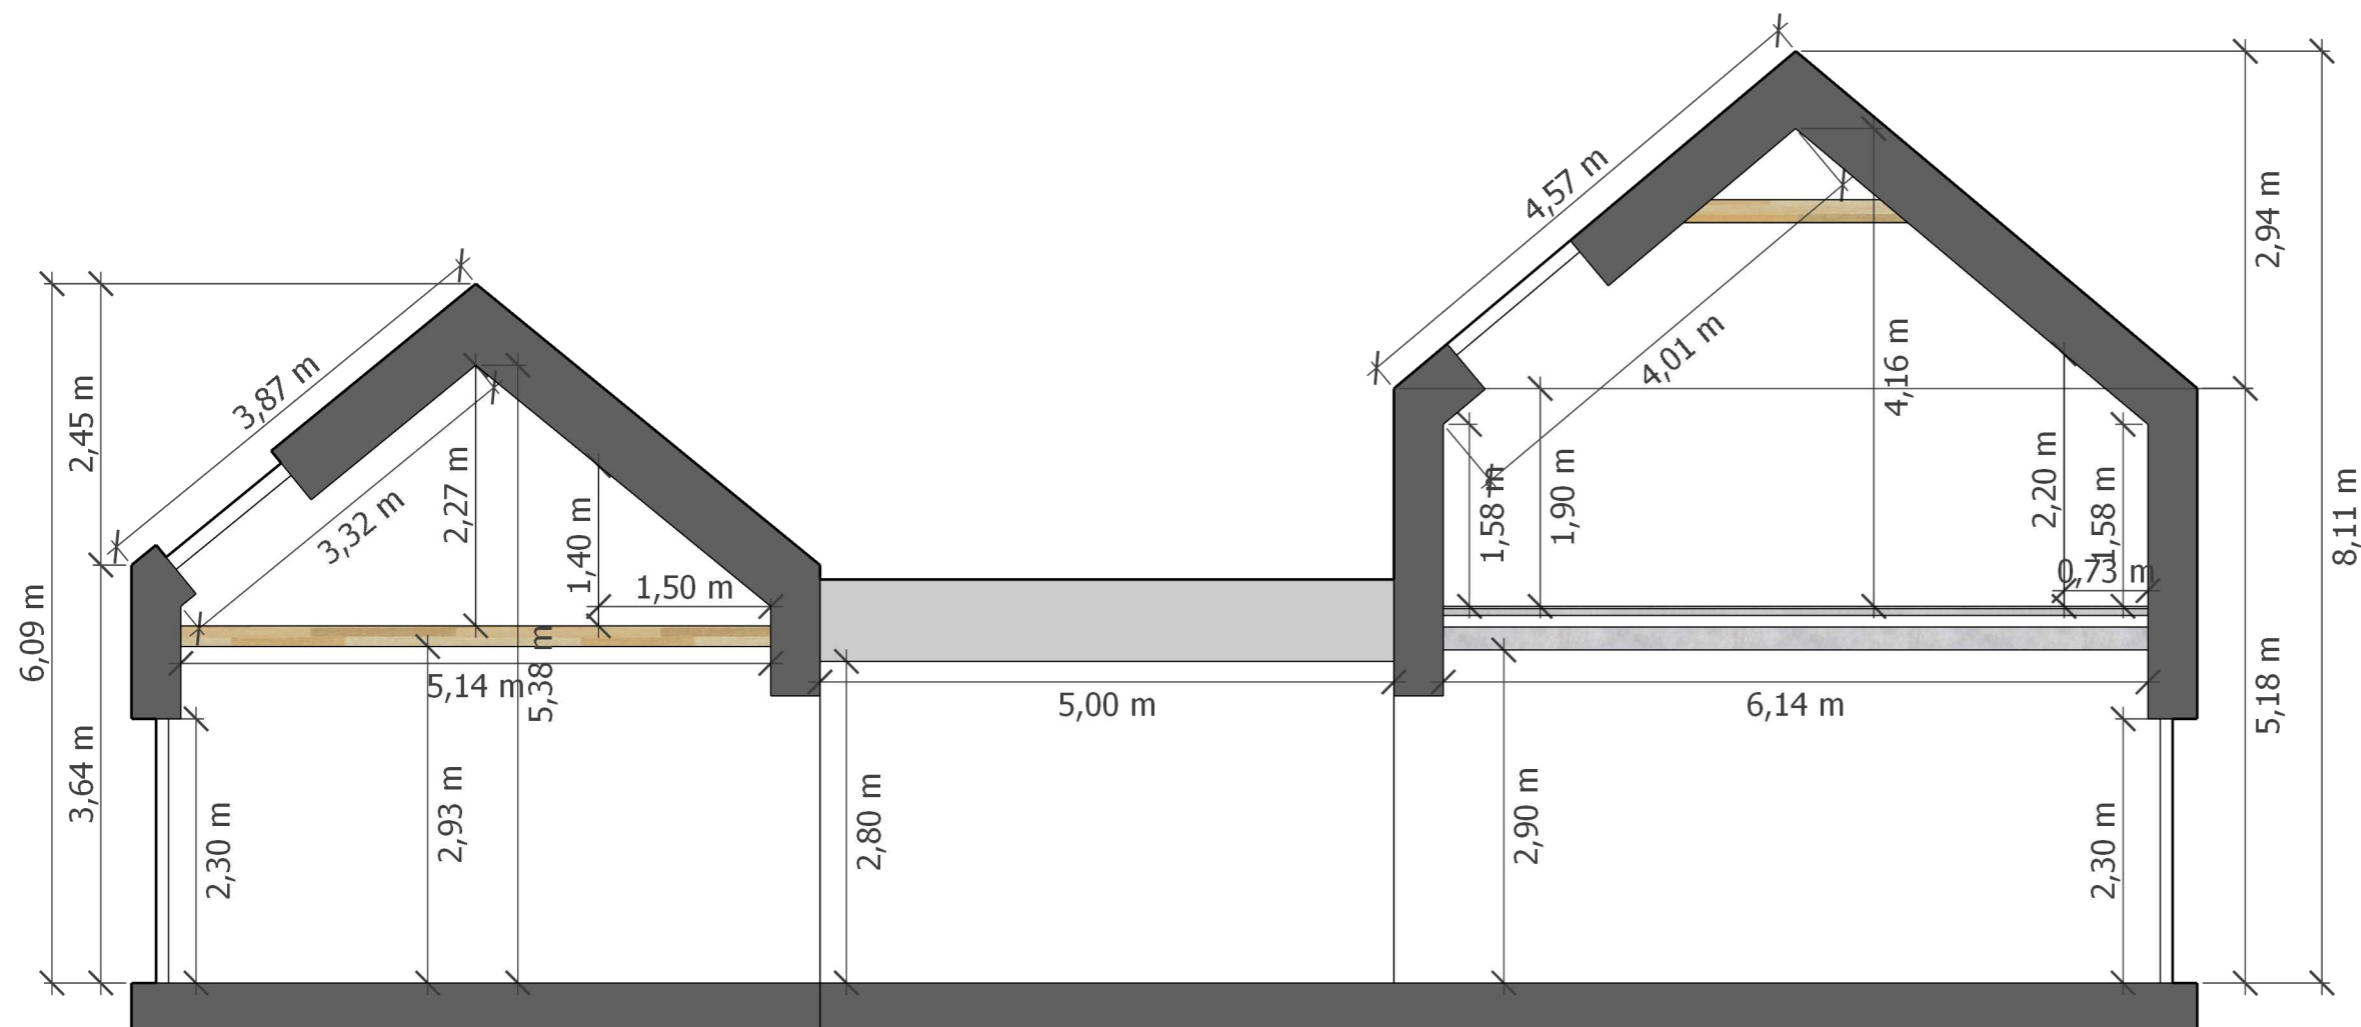 6,09 m
2,45 m
3,64 m
3,87 m
3,32 m
2,27 m
1,40 m
1,50 m
5,14 m
5,38 m
2,30 m
2,93 m
2,80 m
5,00 m
4,57 m
4,01 m
4,16 m
1,58 m
1,90 m
2,20 m
1,58 m
0,73 m
6,14 m
2,90 m
2,30 m
2,94 m
5,18 m
8,11 m